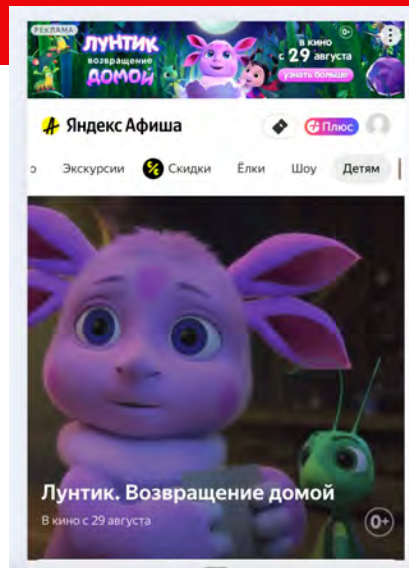 РЕКЛАМА
ЛУНТИК
возвращение
ДОМОЙ
0+
в кино
с 29 августа
узнать больше
Яндекс Афиша
Плюс
о Экскурсии % Скидки Ёлки Шоу Детям
Лунтик. Возвращение домой
В кино с 29 августа
0+